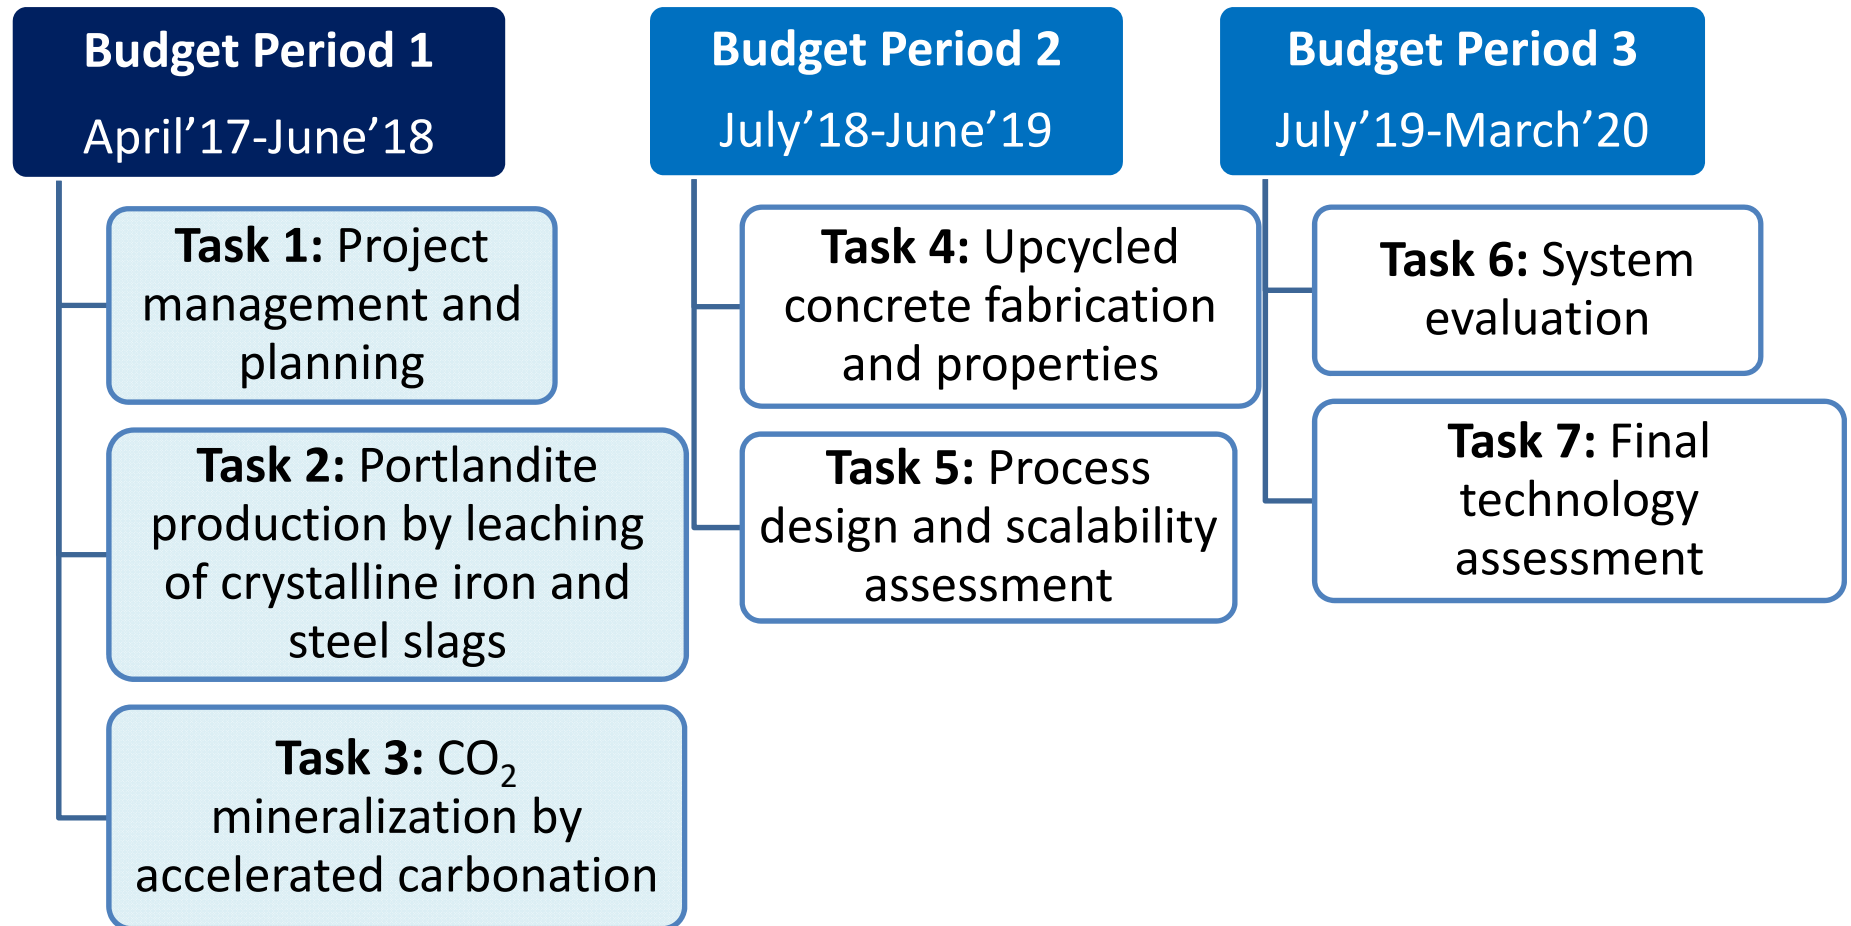 Budget Period 1
April’17-June’18
Task 1: Project
management and
planning
Task 2: Portlandite
production by leaching
of crystalline iron and
steel slags
Task 3: CO₂
mineralization by
accelerated carbonation
Budget Period 2
July’18-June’19
Task 4: Upcycled
concrete fabrication
and properties
Task 5: Process
design and scalability
assessment
Budget Period 3
July’19-March’20
Task 6: System
evaluation
Task 7: Final
technology
assessment